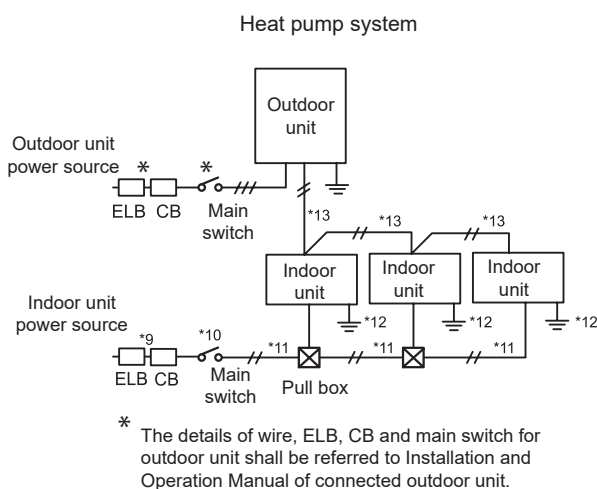 Heat pump system
Outdoor
unit
Outdoor unit
power source
*
*
ELB CB Main
switch
*13
*13
*13
Indoor
unit
Indoor
unit
Indoor
unit
*12
*12
*12
Indoor unit
power source
*9
*10
*11
*11
*11
ELB CB Main
switch
Pull box
* The details of wire, ELB, CB and main switch for
outdoor unit shall be referred to Installation and
Operation Manual of connected outdoor unit.